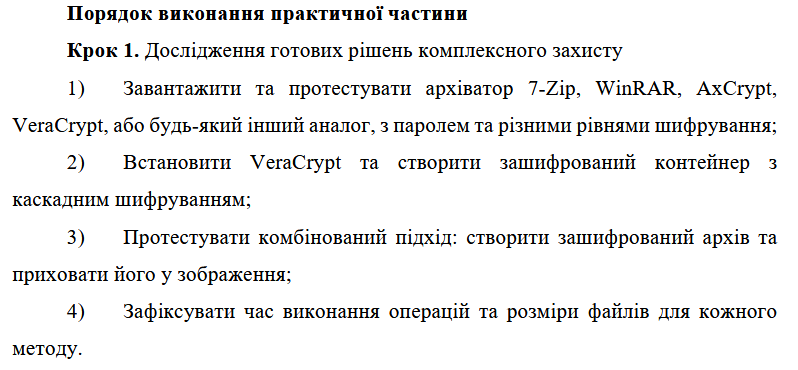 Порядок виконання практичної частини
Крок 1. Дослідження готових рішень комплексного захисту
1) Завантажити та протестувати архіватор 7-Zip, WinRAR, AxCrypt,
VeraCrypt, або будь-який інший аналог, з паролем та різними рівнями шифрування;
2) Встановити VeraCrypt та створити зашифрований контейнер з
каскадним шифруванням;
3) Протестувати комбінований підхід: створити зашифрований архів та
приховати його у зображення;
4) Зафіксувати час виконання операцій та розміри файлів для кожного
методу.